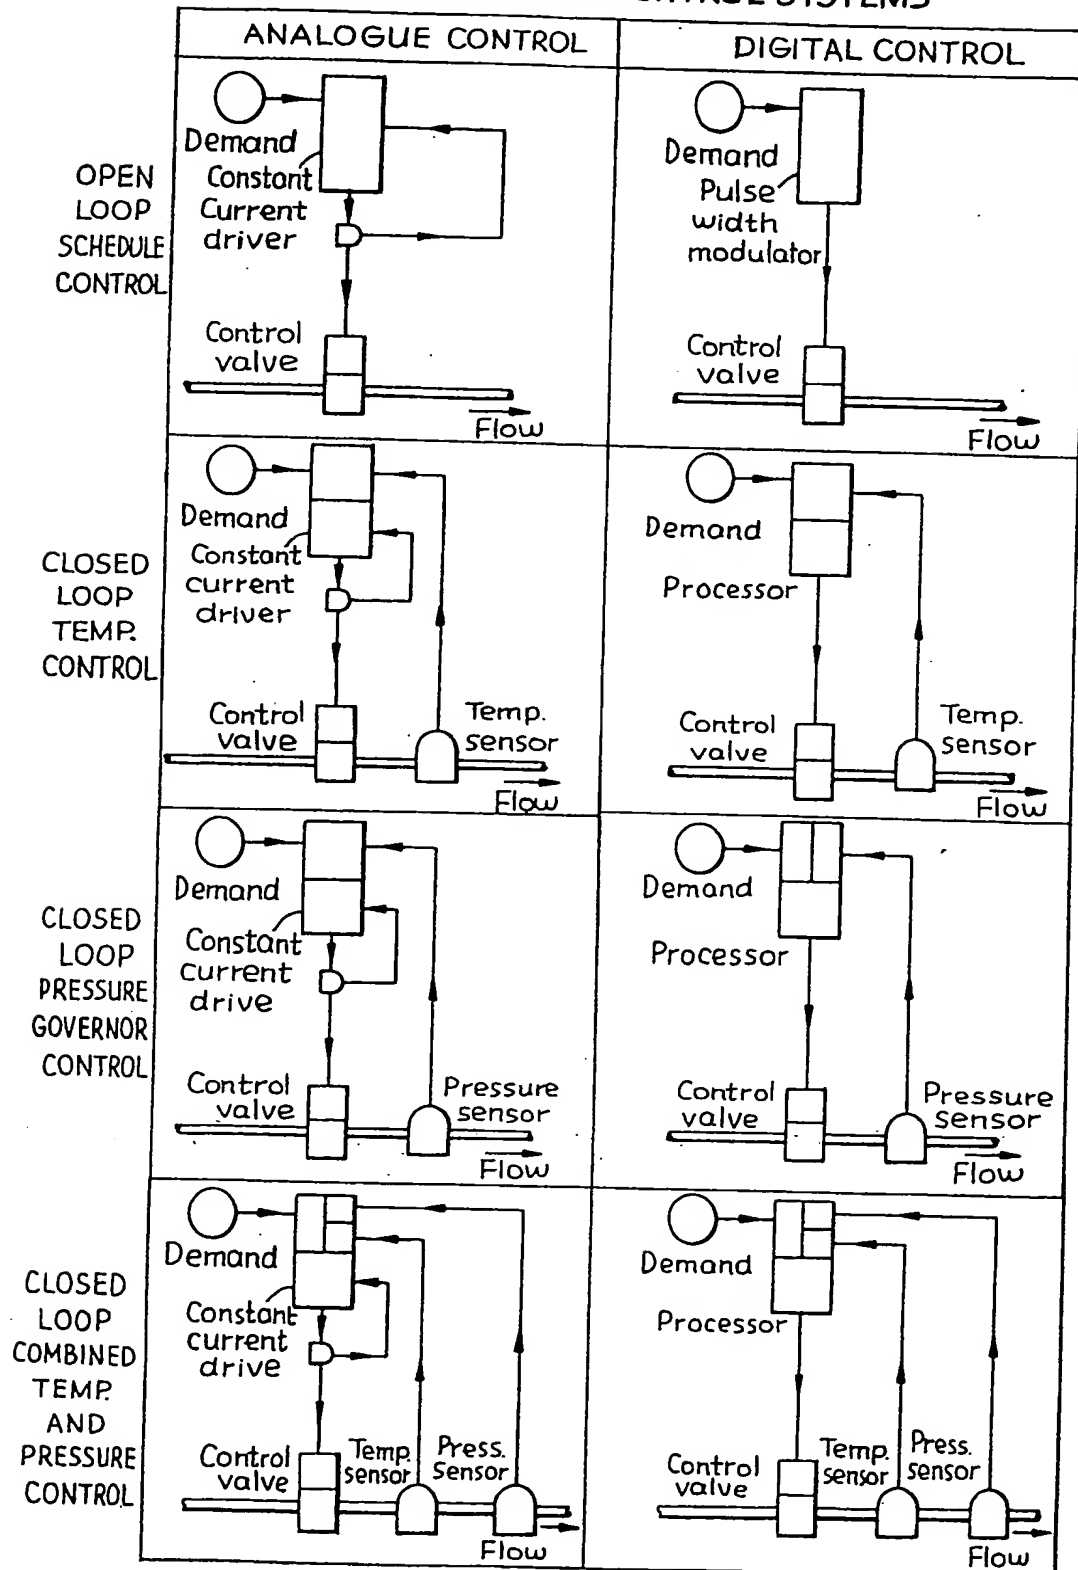 SYSTEMS
ANALOGUE CONTROL
DIGITAL CONTROL
OPEN
LOOP
SCHEDULE
CONTROL
Demand
Constant
Current
driver
Control
valve
Flow
Demand
Pulse
width
modulator
Control
valve
Flow
CLOSED
LOOP
TEMP.
CONTROL
Demand
Constant
current
driver
Control
valve
Temp.
sensor
Flow
Demand
Processor
Control
valve
Temp.
sensor
Flow
CLOSED
LOOP
PRESSURE
GOVERNOR
CONTROL
Demand
Constant
current
drive
Control
valve
Pressure
sensor
Flow
Demand
Processor
Control
valve
Pressure
sensor
Flow
CLOSED
LOOP
COMBINED
TEMP.
AND
PRESSURE
CONTROL
Demand
Constant
current
drive
Control
valve
Temp.
sensor
Press.
sensor
Flow
Demand
Processor
Control
valve
Temp.
sensor
Press.
sensor
Flow